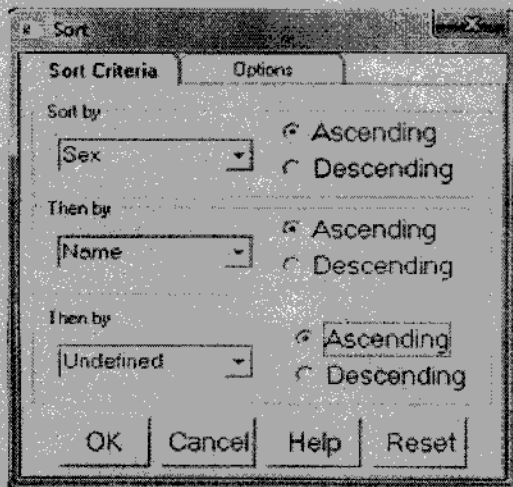 Sort
Sort Criteria Options
Sort by
Sex
Ascending
Descending
Then by
Name
Ascending
Descending
Then by
Undefined
Ascending
Descending
OK Cancel Help Reset